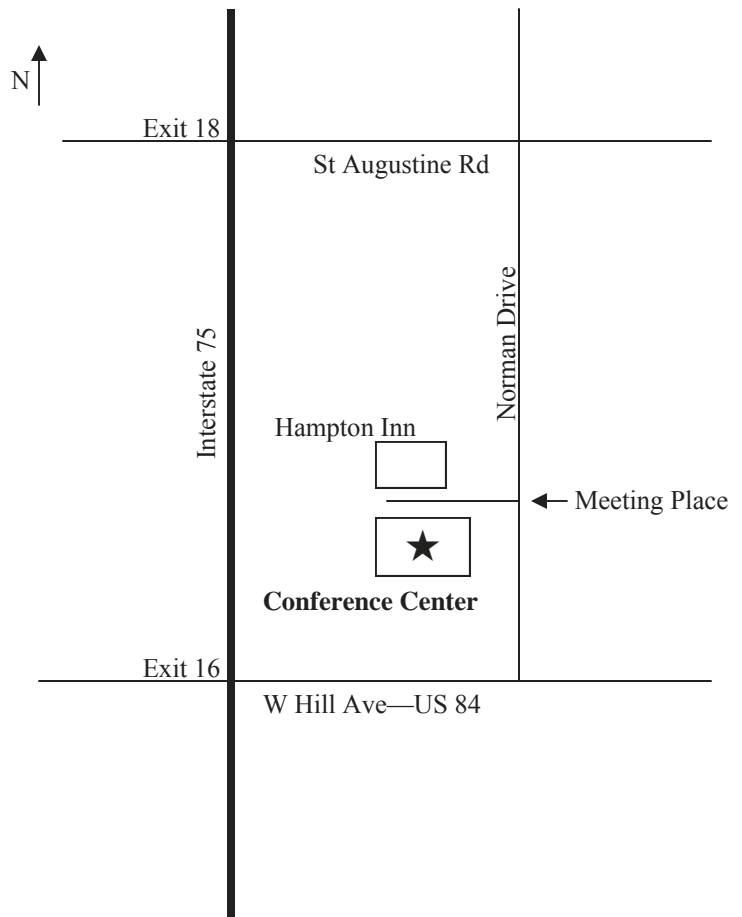 N
Exit 18
St Augustine Rd
Interstate 75
Norman Drive
Hampton Inn
Meeting Place
Conference Center
Exit 16
W Hill Ave—US 84